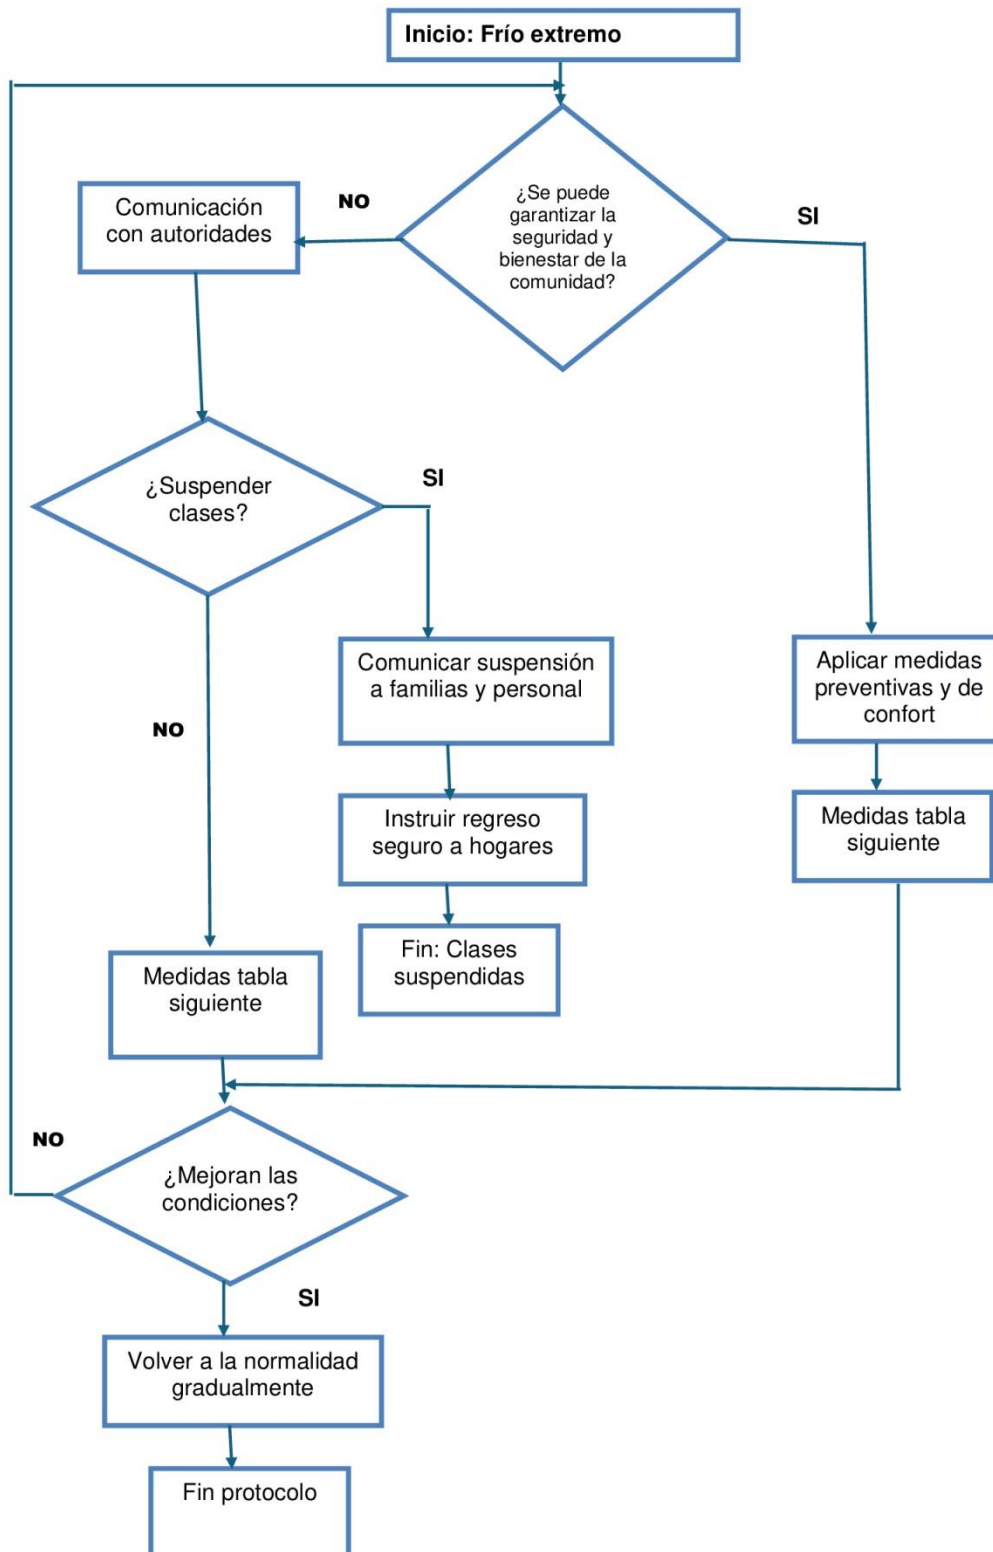 Inicio: Frío extremo
¿Se puede
garantizar la
seguridad y
bienestar de la
comunidad?
NO
SI
Comunicación
con autoridades
¿Suspender
clases?
SI
NO
Comunicar suspensión
a familias y personal
Aplicar medidas
preventivas y de
confort
Instruir regreso
seguro a hogares
Medidas tabla
siguiente
Fin: Clases
suspendidas
Medidas tabla
siguiente
NO
¿Mejoran las
condiciones?
SI
Volver a la normalidad
gradualmente
Fin protocolo